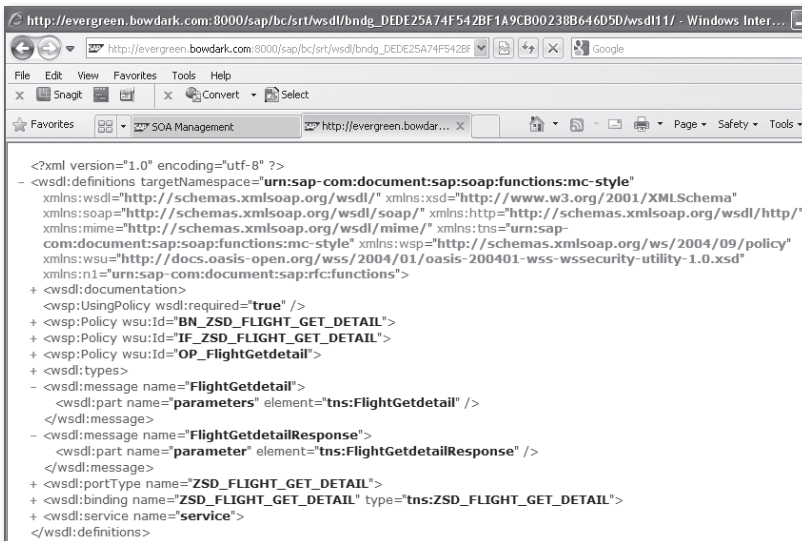 http://evergreen.bowdark.com:8000/sap/bc/srt/wsdl/bndg_DEDE25A74F542BF1A9CB00238B646D5D/wsdl11/ - Windows Inter...
http://evergreen.bowdark.com:8000/sap/bc/srt/wsdl/bndg_DEDE25A74F542BF
Google
File Edit View Favorites Tools Help
x Snagit x Convert Select
Favorites SOA Management http://evergreen.bowdar... x Page Safety Tools
<?xml version="1.0" encoding="utf-8" ?>
- <wsdl:definitions targetNamespace="urn:sap-com:document:sap:soap:functions:mc-style"
xmlns:wsdl="http://schemas.xmlsoap.org/wsdl/" xmlns:xsd="http://www.w3.org/2001/XMLSchema"
xmlns:soap="http://schemas.xmlsoap.org/wsdl/soap/" xmlns:http="http://schemas.xmlsoap.org/wsdl/http/"
xmlns:mime="http://schemas.xmlsoap.org/wsdl/mime/" xmlns:tns="urn:sap-
com:document:sap:soap:functions:mc-style" xmlns:wsp="http://schemas.xmlsoap.org/ws/2004/09/policy"
xmlns:wsu="http://docs.oasis-open.org/wss/2004/01/oasis-200401-wss-wssecurity-utility-1.0.xsd"
xmlns:n1="urn:sap-com:document:sap:rfc:functions">
+ <wsdl:documentation>
<wsp:UsingPolicy wsdl:required="true" />
+ <wsp:Policy wsu:Id="BN_ZSD_FLIGHT_GET_DETAIL">
+ <wsp:Policy wsu:Id="IF_ZSD_FLIGHT_GET_DETAIL">
+ <wsp:Policy wsu:Id="OP_FlightGetdetail">
+ <wsdl:types>
- <wsdl:message name="FlightGetdetail">
<wsdl:part name="parameters" element="tns:FlightGetdetail" />
</wsdl:message>
- <wsdl:message name="FlightGetdetailResponse">
<wsdl:part name="parameter" element="tns:FlightGetdetailResponse" />
</wsdl:message>
+ <wsdl:portType name="ZSD_FLIGHT_GET_DETAIL">
+ <wsdl:binding name="ZSD_FLIGHT_GET_DETAIL" type="tns:ZSD_FLIGHT_GET_DETAIL">
+ <wsdl:service name="service">
</wsdl:definitions>